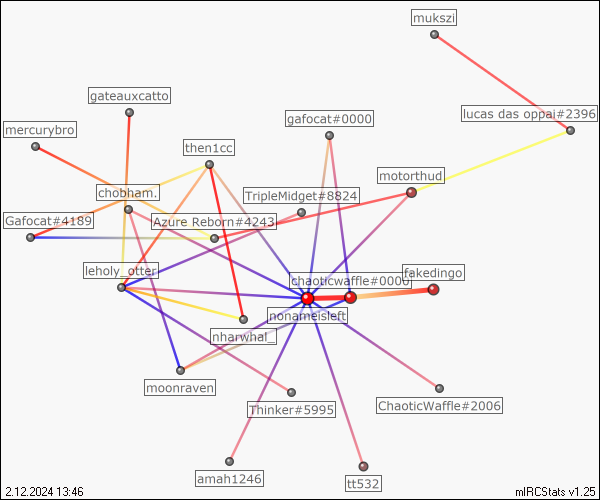 mukszi
gateauxcatto
lucas das oppai#2396
gafocat#0000
mercurybro
then1cc
motorthud
chobham.
TripleMidget#8824
Gafocat#4189
Azure Reborn#4243
leholy_otter
fakedingo
chaoticwaffle#0000
nonameisleft
nharwhal_
moonraven
Thinker#5995
ChaoticWaffle#2006
amah1246
tt532
2.12.2024 13:46
mIRCStats v1.25